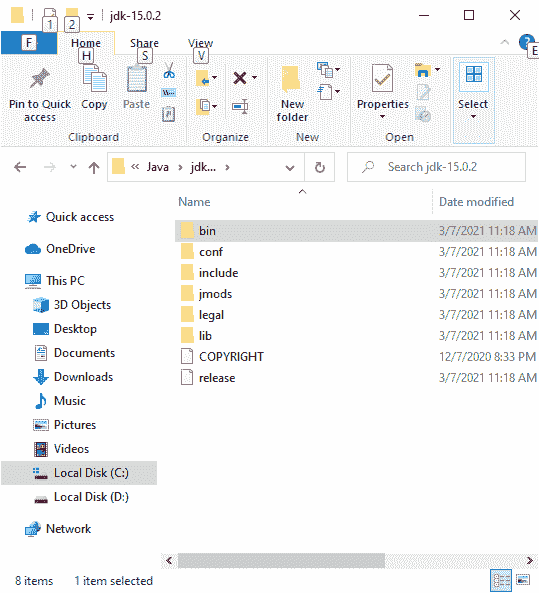 1 2 jdk-15.0.2
F Home Share View E
H S V
Pin to Quick access Copy Paste New folder Properties Select
Clipboard Organize New Open
« Java › jdk... › Search jdk-15.0.2
Name Date modified
Quick access
OneDrive
This PC
3D Objects
Desktop
Documents
Downloads
Music
Pictures
Videos
Local Disk (C:)
Local Disk (D:)
Network
bin 3/7/2021 11:18 AM
conf 3/7/2021 11:18 AM
include 3/7/2021 11:18 AM
jmods 3/7/2021 11:18 AM
legal 3/7/2021 11:18 AM
lib 3/7/2021 11:18 AM
COPYRIGHT 12/7/2020 8:33 PM
release 3/7/2021 11:18 AM
8 items 1 item selected